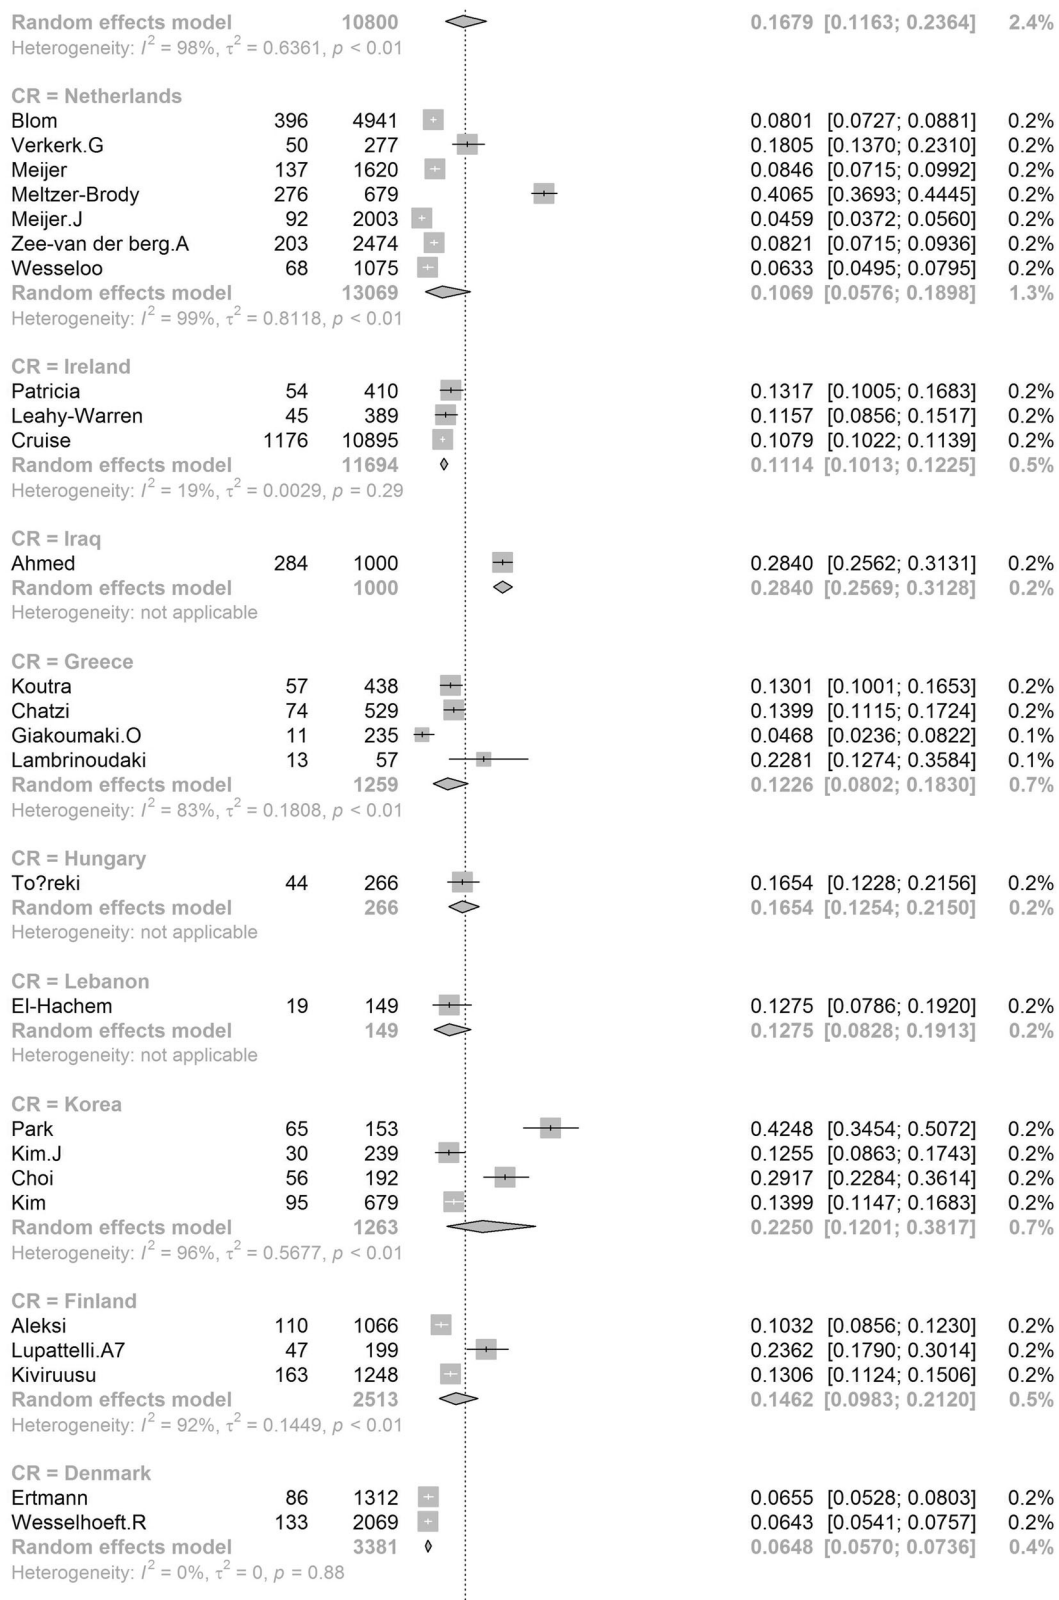 Random effects model 10800 0.1679 [0.1163; 0.2364] 2.4%
Heterogeneity: I² = 98%, τ² = 0.6361, p < 0.01
CR = Netherlands
Blom 396 4941 0.0801 [0.0727; 0.0881] 0.2%
Verkerk.G 50 277 0.1805 [0.1370; 0.2310] 0.2%
Meijer 137 1620 0.0846 [0.0715; 0.0992] 0.2%
Meltzer-Brody 276 679 0.4065 [0.3693; 0.4445] 0.2%
Meijer.J 92 2003 0.0459 [0.0372; 0.0560] 0.2%
Zee-van der berg.A 203 2474 0.0821 [0.0715; 0.0936] 0.2%
Wesseloo 68 1075 0.0633 [0.0495; 0.0795] 0.2%
Random effects model 13069 0.1069 [0.0576; 0.1898] 1.3%
Heterogeneity: I² = 99%, τ² = 0.8118, p < 0.01
CR = Ireland
Patricia 54 410 0.1317 [0.1005; 0.1683] 0.2%
Leahy-Warren 45 389 0.1157 [0.0856; 0.1517] 0.2%
Cruise 1176 10895 0.1079 [0.1022; 0.1139] 0.2%
Random effects model 11694 0.1114 [0.1013; 0.1225] 0.5%
Heterogeneity: I² = 19%, τ² = 0.0029, p = 0.29
CR = Iraq
Ahmed 284 1000 0.2840 [0.2562; 0.3131] 0.2%
Random effects model 1000 0.2840 [0.2569; 0.3128] 0.2%
Heterogeneity: not applicable
CR = Greece
Koutra 57 438 0.1301 [0.1001; 0.1653] 0.2%
Chatzi 74 529 0.1399 [0.1115; 0.1724] 0.2%
Giakoumaki.O 11 235 0.0468 [0.0236; 0.0822] 0.1%
Lambrinoudaki 13 57 0.2281 [0.1274; 0.3584] 0.1%
Random effects model 1259 0.1226 [0.0802; 0.1830] 0.7%
Heterogeneity: I² = 83%, τ² = 0.1808, p < 0.01
CR = Hungary
To?reki 44 266 0.1654 [0.1228; 0.2156] 0.2%
Random effects model 266 0.1654 [0.1254; 0.2150] 0.2%
Heterogeneity: not applicable
CR = Lebanon
El-Hachem 19 149 0.1275 [0.0786; 0.1920] 0.2%
Random effects model 149 0.1275 [0.0828; 0.1913] 0.2%
Heterogeneity: not applicable
CR = Korea
Park 65 153 0.4248 [0.3454; 0.5072] 0.2%
Kim.J 30 239 0.1255 [0.0863; 0.1743] 0.2%
Choi 56 192 0.2917 [0.2284; 0.3614] 0.2%
Kim 95 679 0.1399 [0.1147; 0.1683] 0.2%
Random effects model 1263 0.2250 [0.1201; 0.3817] 0.7%
Heterogeneity: I² = 96%, τ² = 0.5677, p < 0.01
CR = Finland
Aleksi 110 1066 0.1032 [0.0856; 0.1230] 0.2%
Lupattelli.A7 47 199 0.2362 [0.1790; 0.3014] 0.2%
Kiviruusu 163 1248 0.1306 [0.1124; 0.1506] 0.2%
Random effects model 2513 0.1462 [0.0983; 0.2120] 0.5%
Heterogeneity: I² = 92%, τ² = 0.1449, p < 0.01
CR = Denmark
Ertmann 86 1312 0.0655 [0.0528; 0.0803] 0.2%
Wesselhoeft.R 133 2069 0.0643 [0.0541; 0.0757] 0.2%
Random effects model 3381 0.0648 [0.0570; 0.0736] 0.4%
Heterogeneity: I² = 0%, τ² = 0, p = 0.88